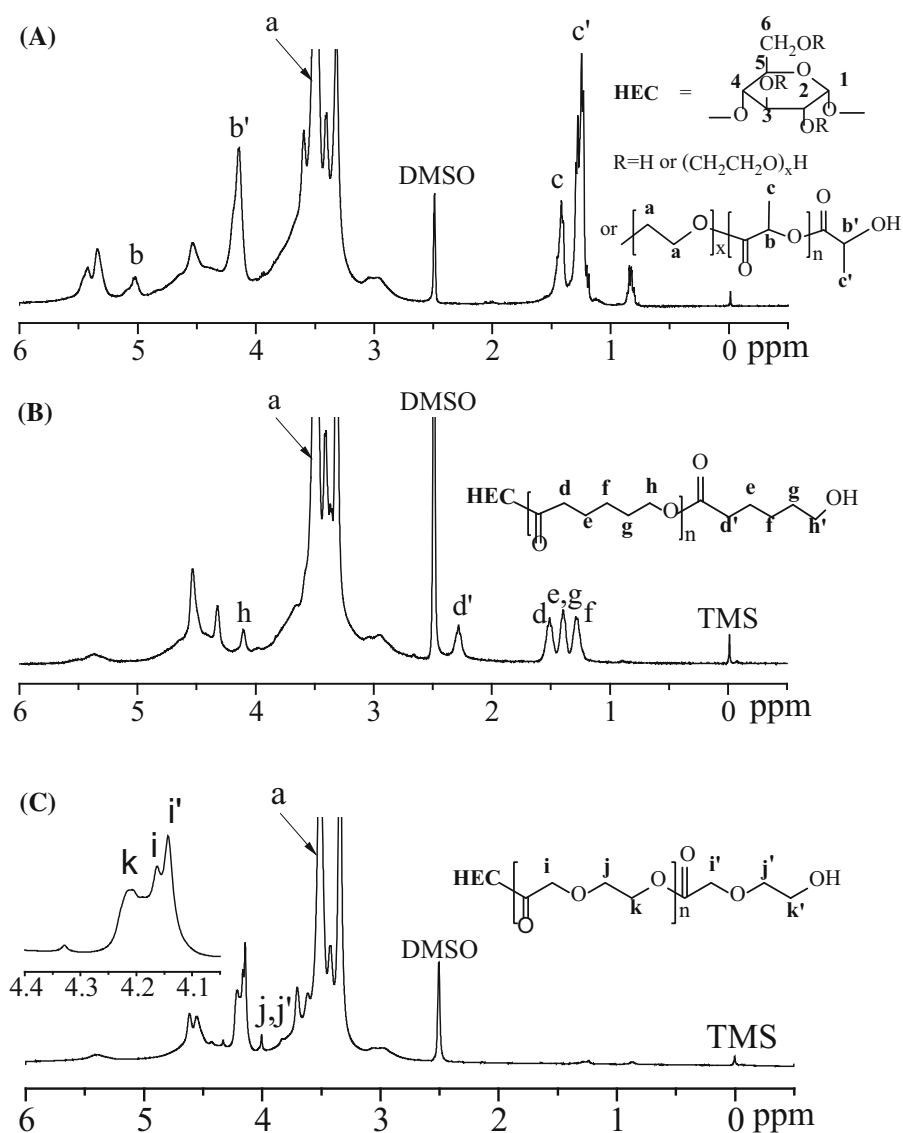 (A)
a
c'
b'
DMSO
c
b
6
CH2OR
5
O
4
OR
2
1
HEC =
O
3
OR
O
R=H or (CH2CH2O)xH
c
or
a
O
O
b'
OH
a
x
O
b
O
n
c'
6 5 4 3 2 1 0 ppm
(B)
a
DMSO
HEC
d
f
h
O
e
g
OH
O
e
g
O
n
d'
f
h'
h
d'
d
e,g
f
TMS
6 5 4 3 2 1 0 ppm
(C)
a
i'
i
k
4.4 4.3 4.2 4.1
HEC
i
j
O
O
i'
j'
OH
O
O
k
n
O
k'
DMSO
j,j'
TMS
6 5 4 3 2 1 0 ppm